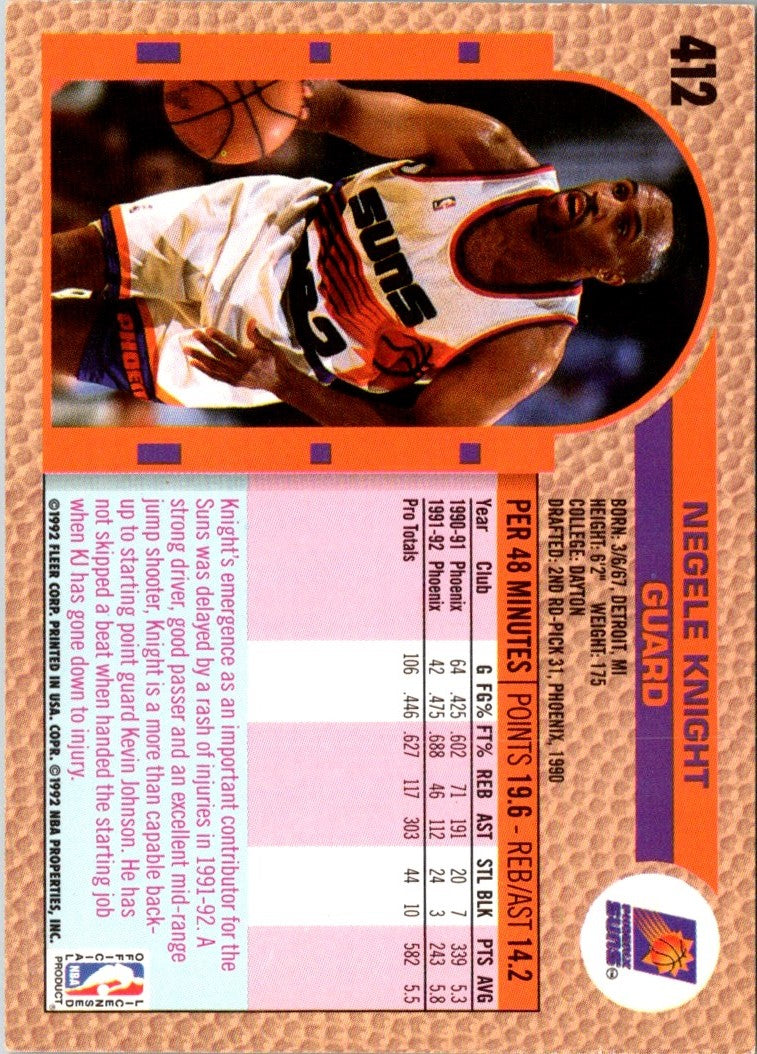 412
SUNS
32
PHOENI
NEGELE KNIGHT
GUARD
PHOENIX
SUNS
TM
BORN: 3/6/67, DETROIT, MI
HEIGHT: 6'2" WEIGHT: 175
COLLEGE: DAYTON
DRAFTED: 2ND RD-PICK 31, PHOENIX, 1990
PER 48 MINUTES | POINTS 19.6 - REB/AST 14.2
Year Club G FG% FT% REB AST STL BLK PTS AVG
1990-91 Phoenix 64 .425 .602 71 191 20 7 339 5.3
1991-92 Phoenix 42 .475 .688 46 112 24 3 243 5.8
Pro Totals 106 .446 .627 117 303 44 10 582 5.5
Knight's emergence as an important contributor for the
Suns was delayed by a rash of injuries in 1991-92. A
strong driver, good passer and an excellent mid-range
jump shooter, Knight is a more than capable back-
up to starting point guard Kevin Johnson. He has
not skipped a beat when handed the starting job
when KJ has gone down to injury.
©1992 FLEER CORP. PRINTED IN USA. COPR. ©1992 NBA PROPERTIES, INC.
OFFICIAL
LICENSED
NBA
PRODUCT®